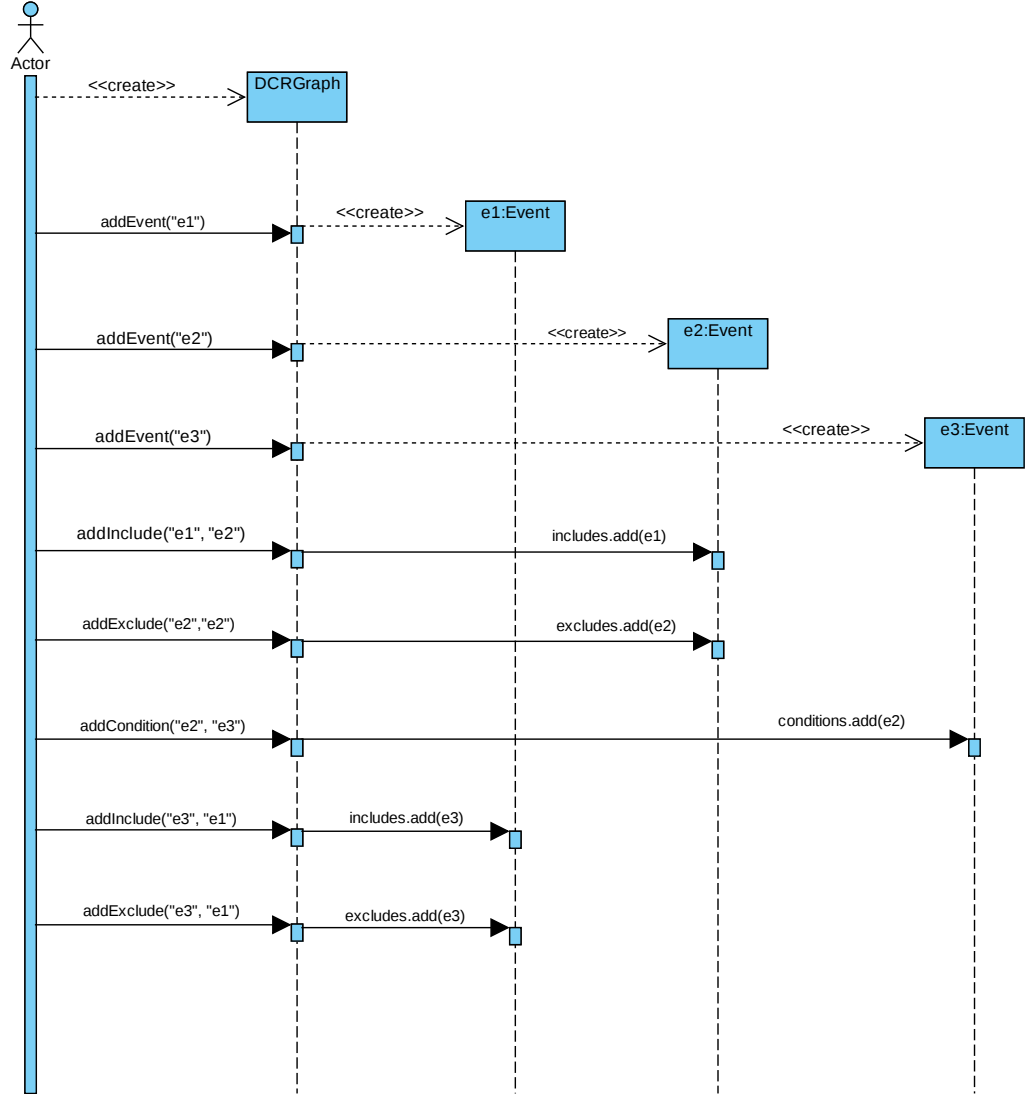 Actor
<<create>>
DCRGraph
addEvent("e1")
<<create>>
e1:Event
addEvent("e2")
<<create>>
e2:Event
addEvent("e3")
<<create>>
e3:Event
addInclude("e1", "e2")
includes.add(e1)
addExclude("e2","e2")
excludes.add(e2)
addCondition("e2", "e3")
conditions.add(e2)
addInclude("e3", "e1")
includes.add(e3)
addExclude("e3", "e1")
excludes.add(e3)